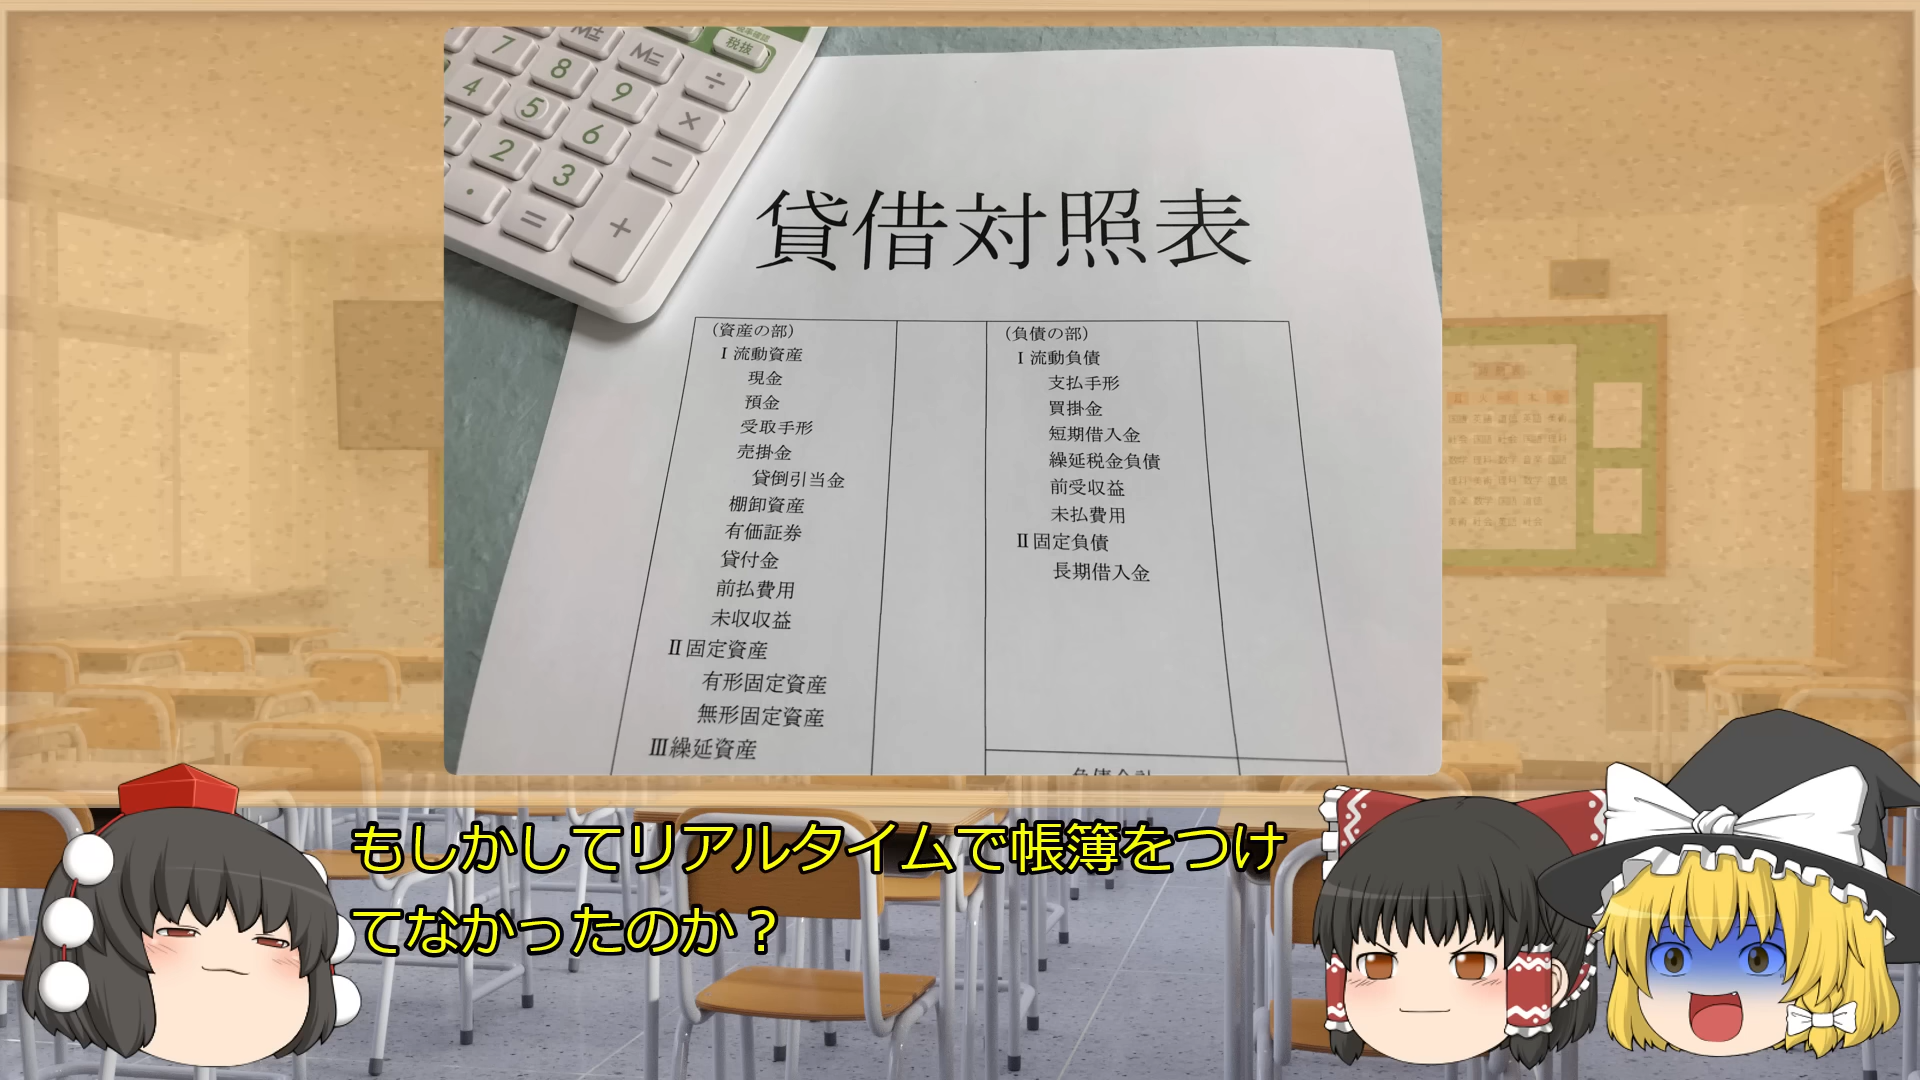 税抜
7
M±
M=
÷
4
8
9
×
5
6
−
2
3
+
.
=
貸借対照表
(資産の部)
Ⅰ流動資産
現金
預金
受取手形
売掛金
貸倒引当金
棚卸資産
有価証券
貸付金
前払費用
未収収益
Ⅱ固定資産
有形固定資産
無形固定資産
Ⅲ繰延資産
(負債の部)
Ⅰ流動負債
支払手形
買掛金
短期借入金
繰延税金負債
前受収益
未払費用
Ⅱ固定負債
長期借入金
もしかしてリアルタイムで帳簿をつけ
てなかったのか？